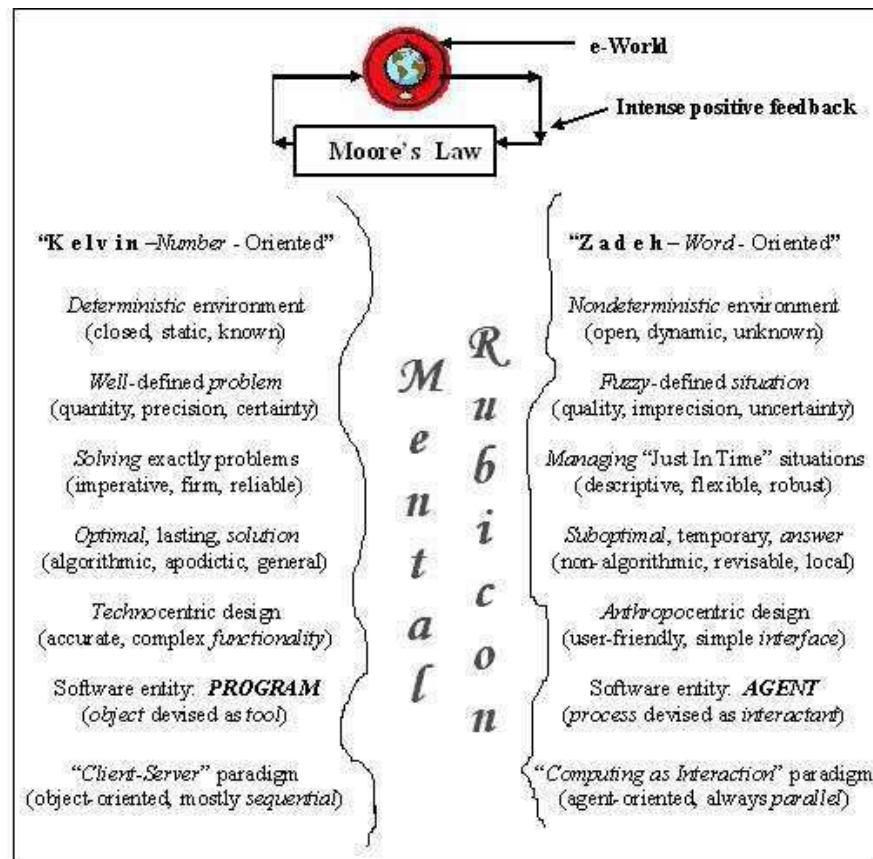 e-World
Intense positive feedback
Moore's Law
“Kelvin –Number - Oriented”
Deterministic environment
(closed, static, known)
Well-defined problem
(quantity, precision, certainty)
Solving exactly problems
(imperative, firm, reliable)
Optimal, lasting, solution
(algorithmic, apodictic, general)
Technocentric design
(accurate, complex functionality)
Software entity: PROGRAM
(object devised as tool)
“Client-Server” paradigm
(object-oriented, mostly sequential)
Mental
Rubicon
“Zadeh – Word - Oriented”
Nondeterministic environment
(open, dynamic, unknown)
Fuzzy-defined situation
(quality, imprecision, uncertainty)
Managing “Just In Time” situations
(descriptive, flexible, robust)
Suboptimal, temporary, answer
(non-algorithmic, revisable, local)
Anthropocentric design
(user-friendly, simple interface)
Software entity: AGENT
(process devised as interactant)
“Computing as Interaction” paradigm
(agent-oriented, always parallel)